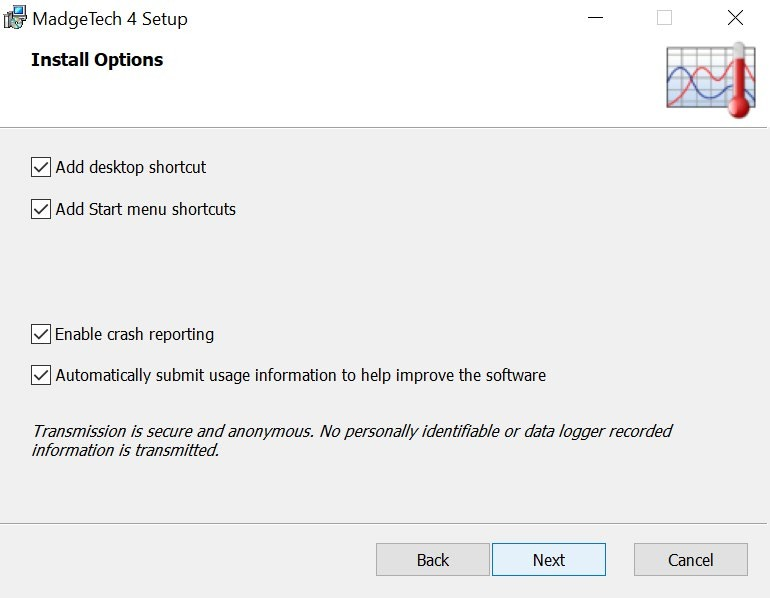 MadgeTech 4 Setup
Install Options
Add desktop shortcut
Add Start menu shortcuts
Enable crash reporting
Automatically submit usage information to help improve the software
Transmission is secure and anonymous. No personally identifiable or data logger recorded
information is transmitted.
Back Next Cancel